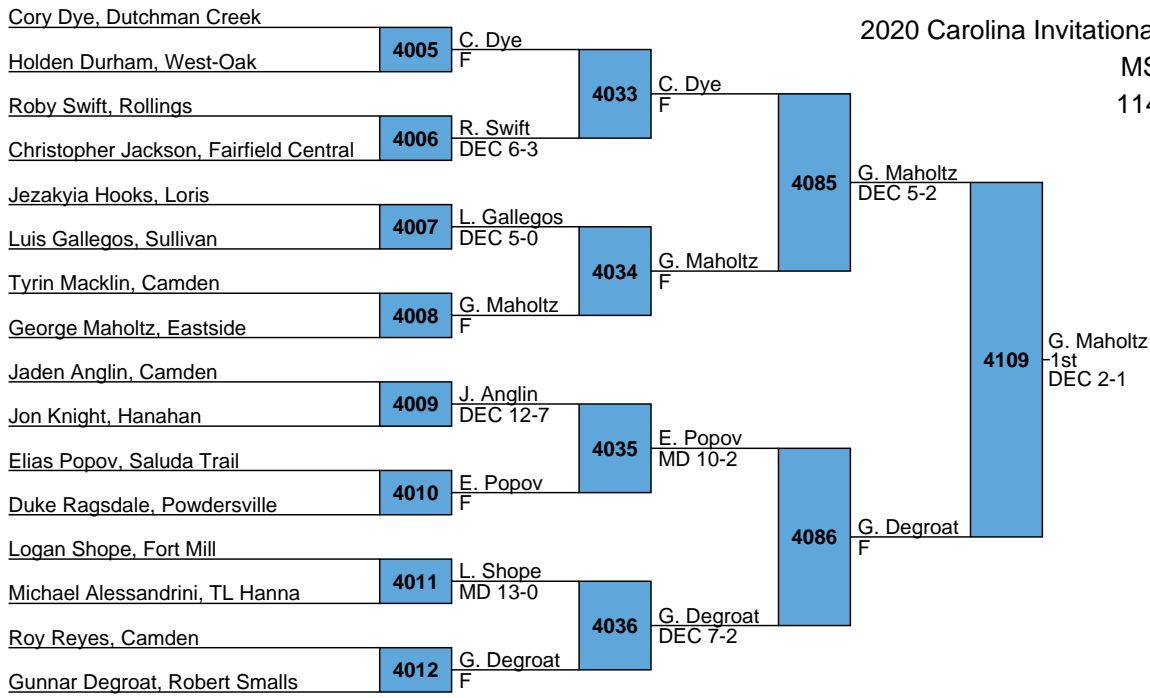 2020 Carolina Invitational
MS
114
Cory Dye, Dutchman Creek
Holden Durham, West-Oak
Roby Swift, Rollings
Christopher Jackson, Fairfield Central
Jezakyia Hooks, Loris
Luis Gallegos, Sullivan
Tyrin Macklin, Camden
George Maholtz, Eastside
Jaden Anglin, Camden
Jon Knight, Hanahan
Elias Popov, Saluda Trail
Duke Ragsdale, Powdersville
Logan Shope, Fort Mill
Michael Alessandrini, TL Hanna
Roy Reyes, Camden
Gunnar Degroat, Robert Smalls
4005
4006
4007
4008
4009
4010
4011
4012
C. Dye
F
R. Swift
DEC 6-3
L. Gallegos
DEC 5-0
G. Maholtz
F
J. Anglin
DEC 12-7
E. Popov
F
L. Shope
MD 13-0
G. Degroat
F
4033
4034
4035
4036
C. Dye
F
G. Maholtz
F
E. Popov
MD 10-2
G. Degroat
DEC 7-2
4085
4086
G. Maholtz
DEC 5-2
G. Degroat
F
4109
G. Maholtz
1st
DEC 2-1